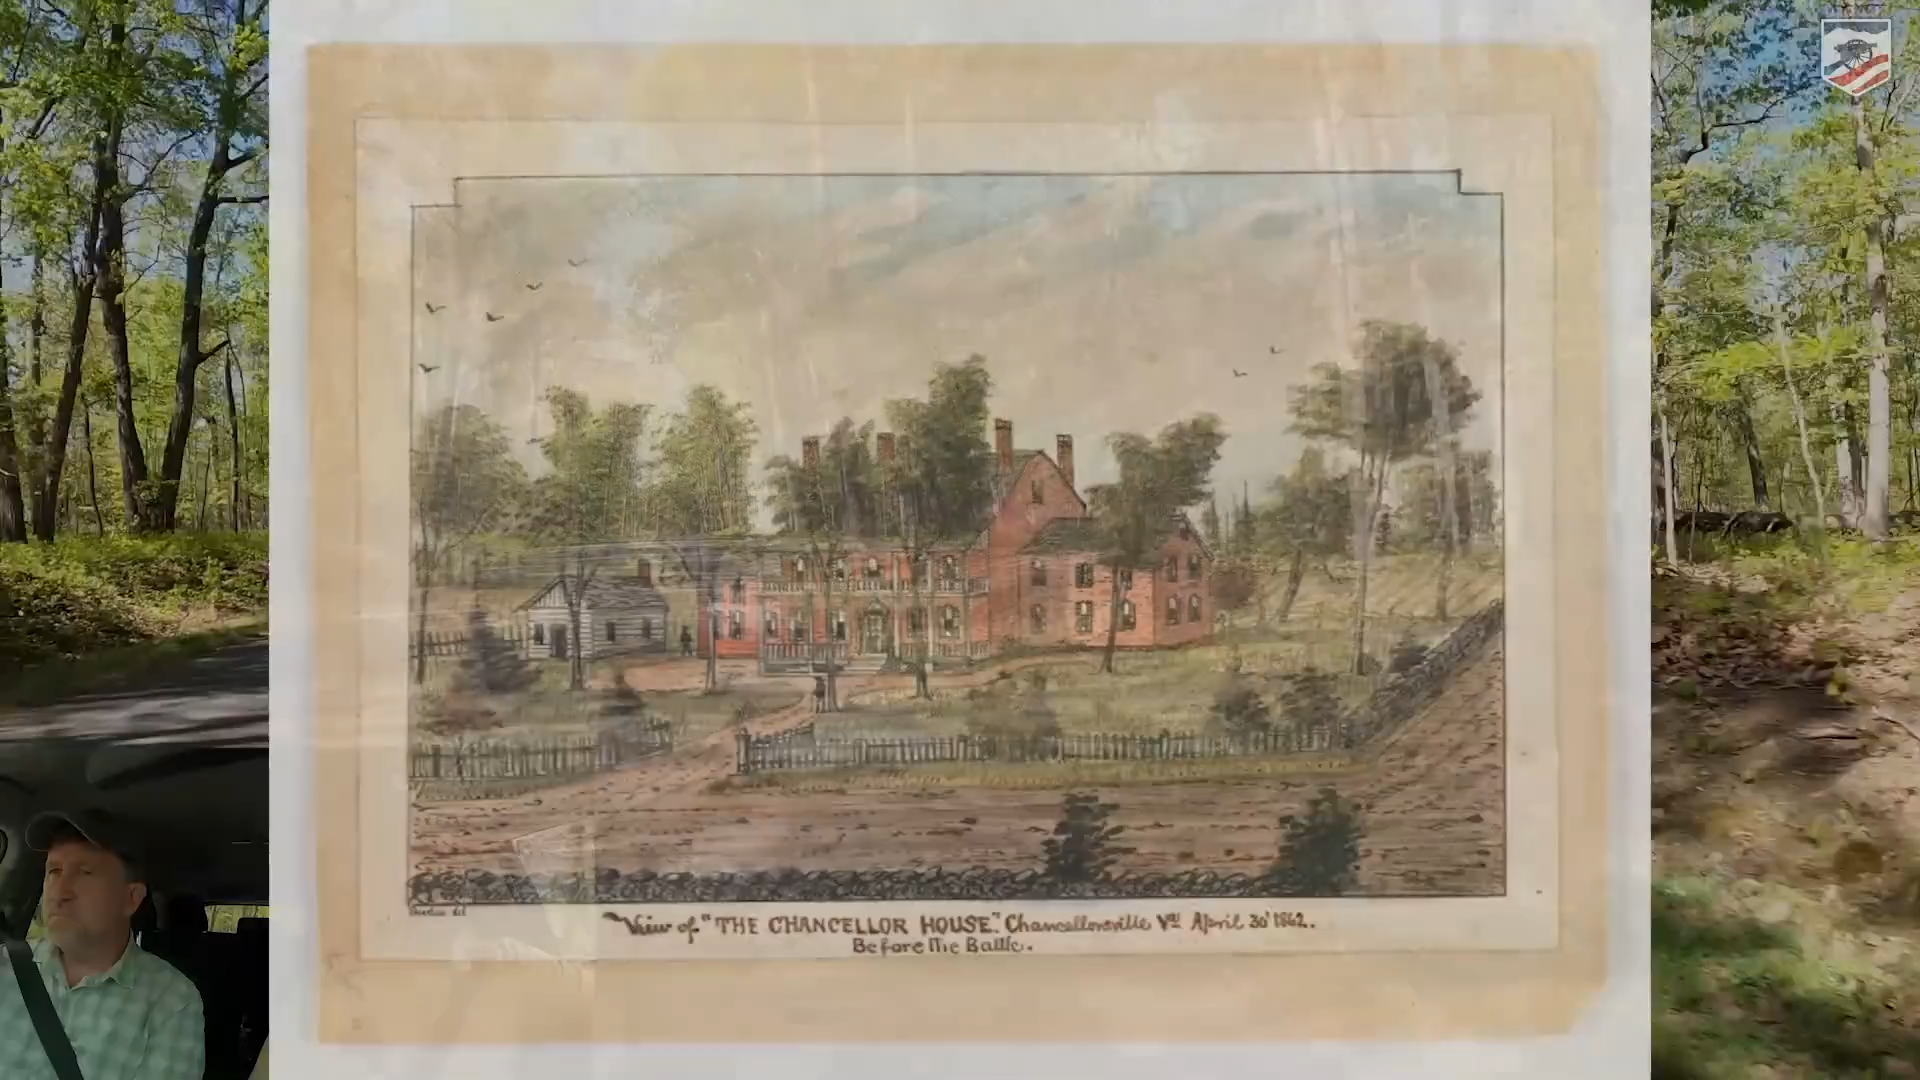 View of "THE CHANCELLOR HOUSE." Chancellorsville Va April 30' 1862.
Before The Battle.